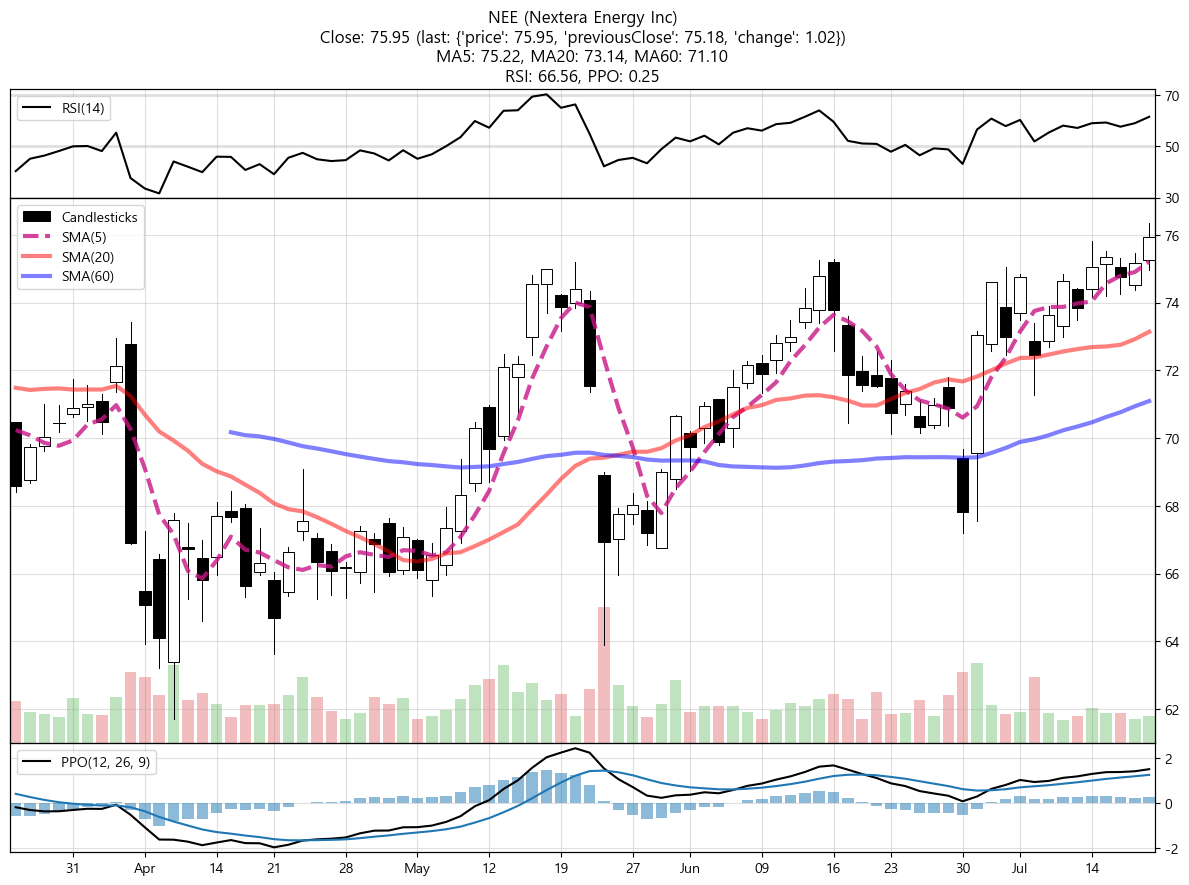 NEE (Nextera Energy Inc)
Close: 75.95 (last: {'price': 75.95, 'previousClose': 75.18, 'change': 1.02})
MA5: 75.22, MA20: 73.14, MA60: 71.10
RSI: 66.56, PPO: 0.25
RSI(14)
70
50
30
Candlesticks
SMA(5)
SMA(20)
SMA(60)
76
74
72
70
68
66
64
62
PPO(12, 26, 9)
2
0
-2
31 Apr 14 21 28 May 12 19 27 Jun 09 16 23 30 Jul 14